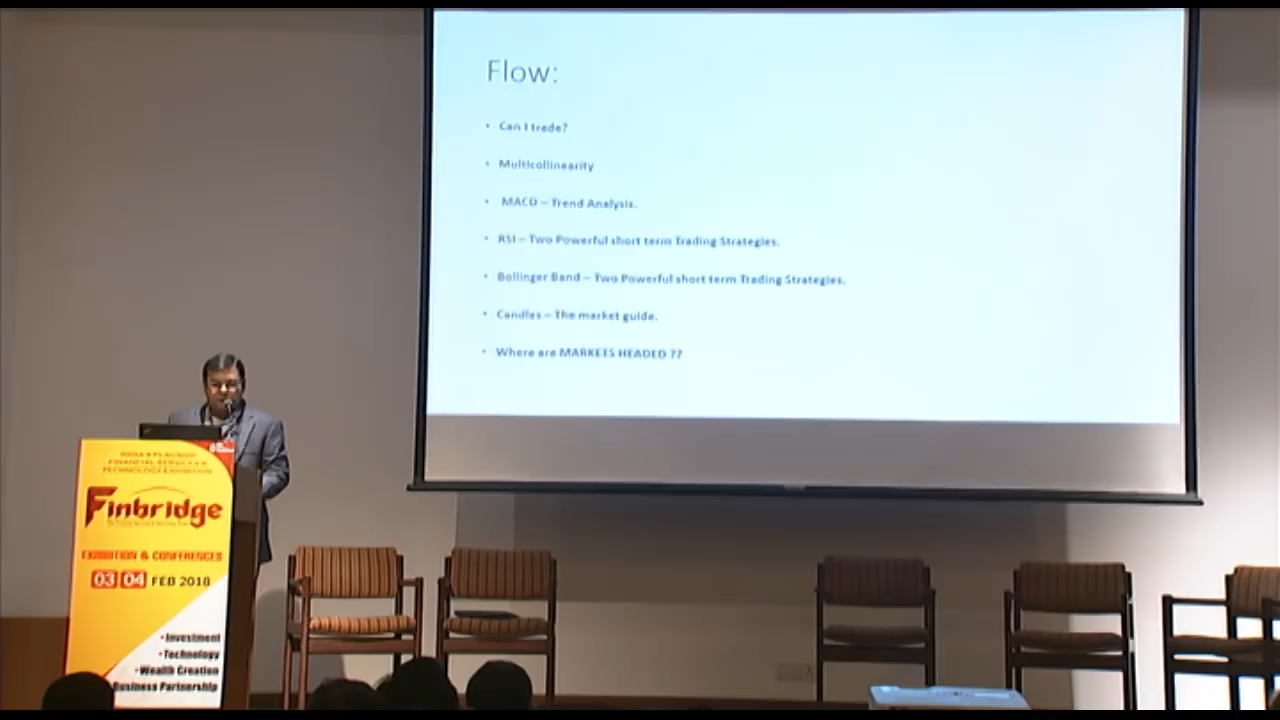 Flow:
• Can I trade?
• Multicollinearity
• MACD – Trend Analysis.
• RSI – Two Powerful short term Trading Strategies.
• Bollinger Band – Two Powerful short term Trading Strategies.
• Candles – The market guide.
• Where are MARKETS HEADED ??
INDIA'S FLAGSHIP
FINANCIAL SERVICES &
TECHNOLOGY EXHIBITION
Finbridge
EXHIBITION & CONFERENCES
03 04 FEB 2018
• Investment
• Technology
• Wealth Creation
Business Partnership